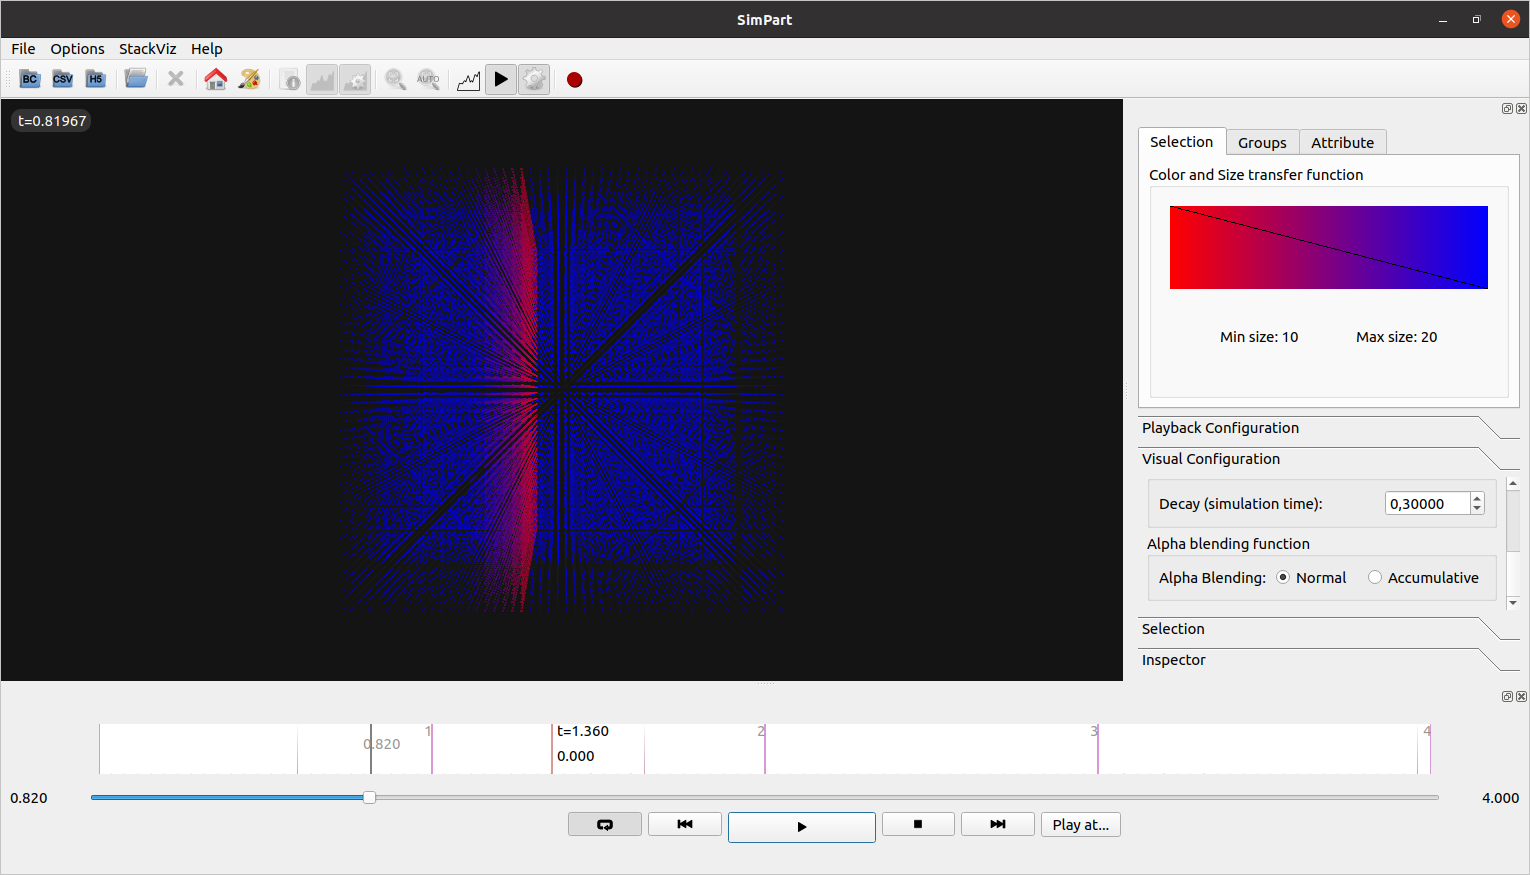 SimPart
File Options StackViz Help
BC CSV H5 AUTO
t=0.81967
Selection Groups Attribute
Color and Size transfer function
Min size: 10 Max size: 20
Playback Configuration
Visual Configuration
Decay (simulation time): 0,30000
Alpha blending function
Alpha Blending: Normal Accumulative
Selection
Inspector
1 t=1.360 2 3 4
0.820
0.000
0.820 4.000
Play at...